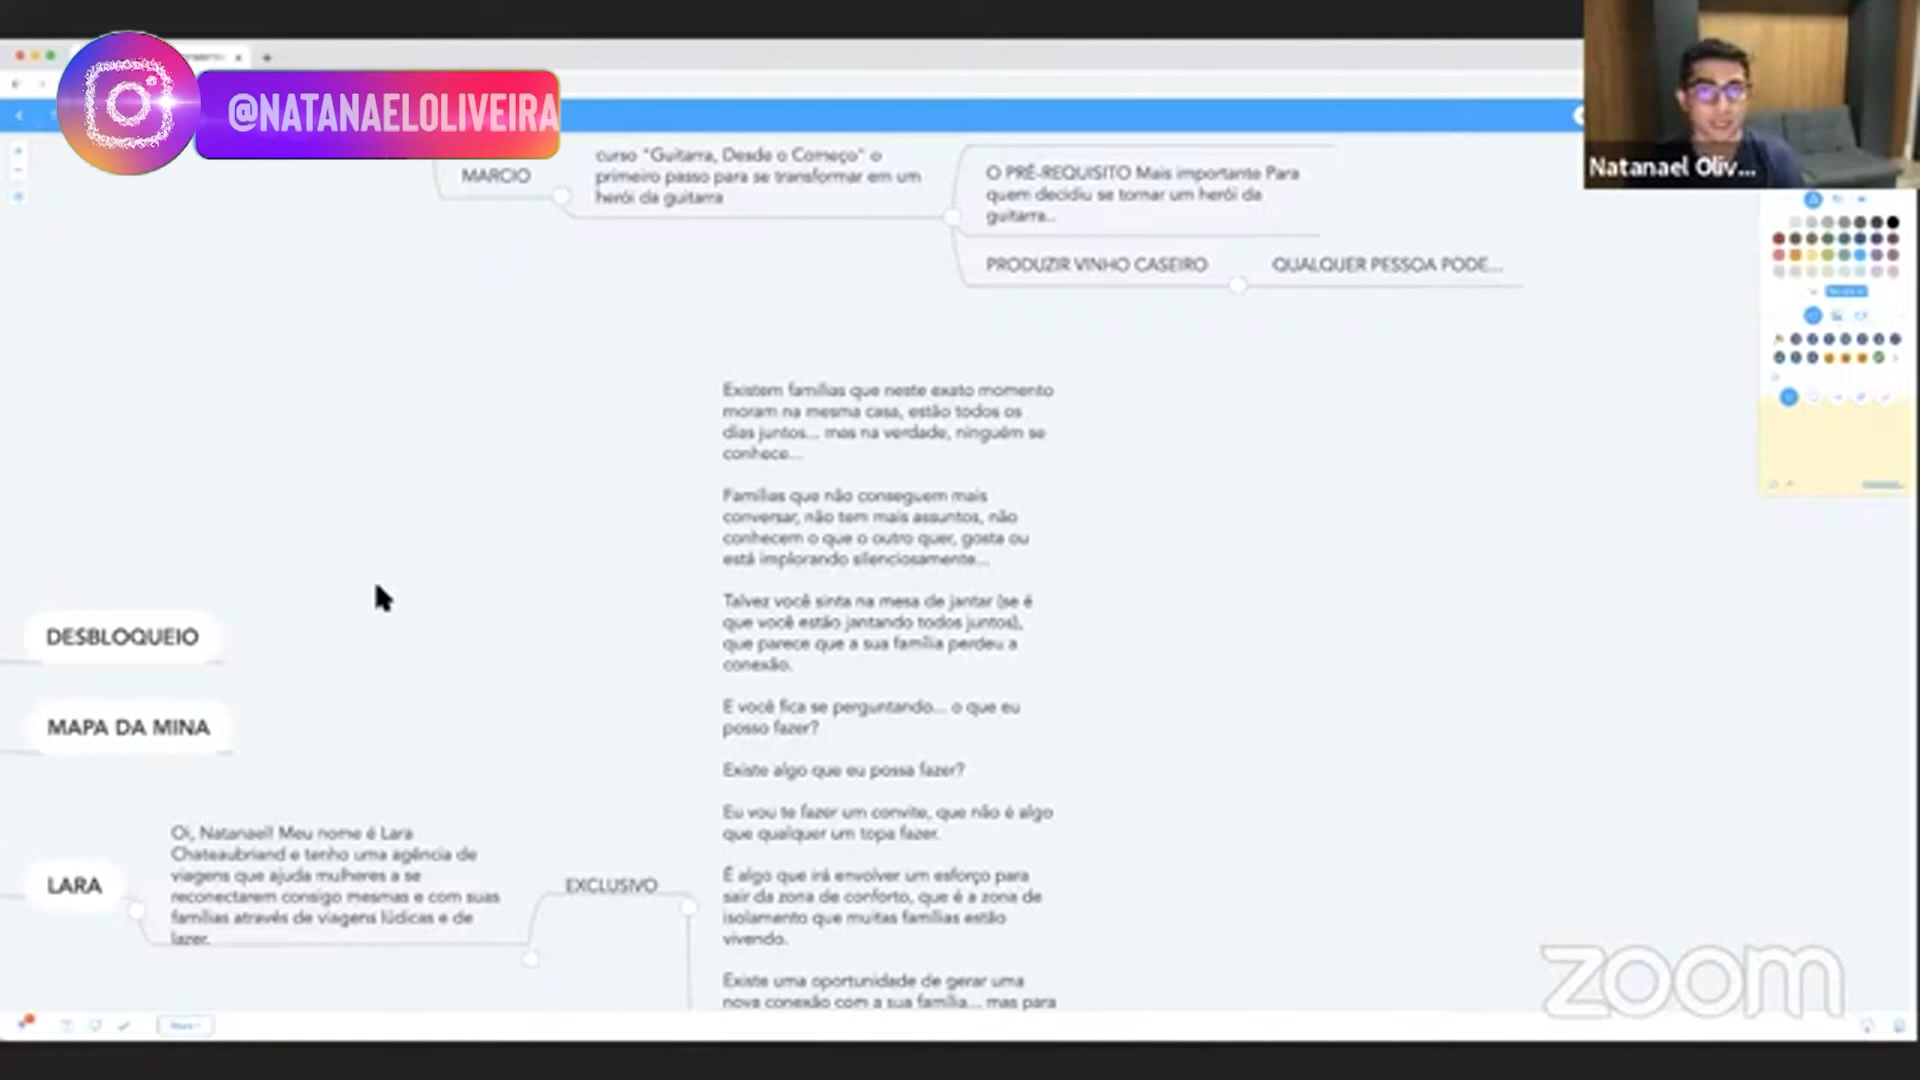 @NATANAELOLIVEIRA
Natanael Oliv...
MARCIO
curso "Guitarra, Desde o Começo" o
primeiro passo para se transformar em um
herói da guitarra
O PRÉ-REQUISITO Mais importante Para
quem decidiu se tornar um herói da
guitarra...
PRODUZIR VINHO CASEIRO
QUALQUER PESSOA PODE...
Existem famílias que neste exato momento
moram na mesma casa, estão todos os
dias juntos... mas na verdade, ninguém se
conhece...
Famílias que não conseguem mais
conversar, não tem mais assuntos, não
conhecem o que o outro quer, gosta ou
está implorando silenciosamente...
Talvez você sinta na mesa de jantar (se é
que você estão jantando todos juntos),
que parece que a sua família perdeu a
conexão.
E você fica se perguntando... o que eu
posso fazer?
Existe algo que eu possa fazer?
Eu vou te fazer um convite, que não é algo
que qualquer um topa fazer.
É algo que irá envolver um esforço para
sair da zona de conforto, que é a zona de
isolamento que muitas famílias estão
vivendo.
Existe uma oportunidade de gerar uma
nova conexão com a sua família... mas para
DESBLOQUEIO
MAPA DA MINA
LARA
Oi, Natanael! Meu nome é Lara
Chateaubriand e tenho uma agência de
viagens que ajuda mulheres a se
reconectarem consigo mesmas e com suas
famílias através de viagens lúdicas e de
lazer.
EXCLUSIVO
zoom